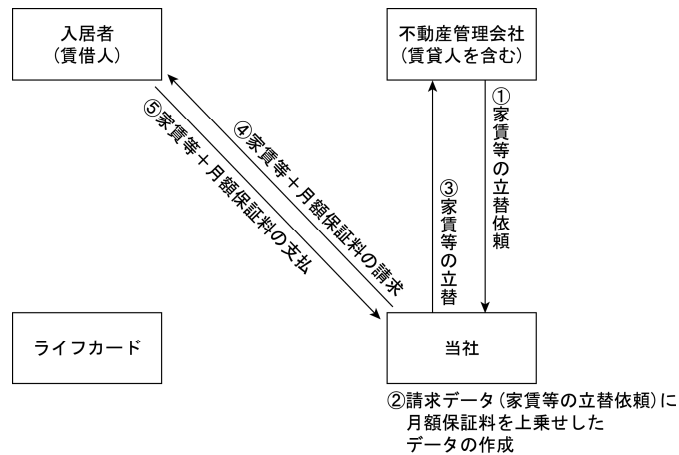 入居者
(賃借人)
不動産管理会社
(賃貸人を含む)
①家賃等の立替依頼
③家賃等の立替
④家賃等+月額保証料の請求
⑤家賃等+月額保証料の支払
ライフカード
当社
②請求データ(家賃等の立替依頼)に
月額保証料を上乗せした
データの作成